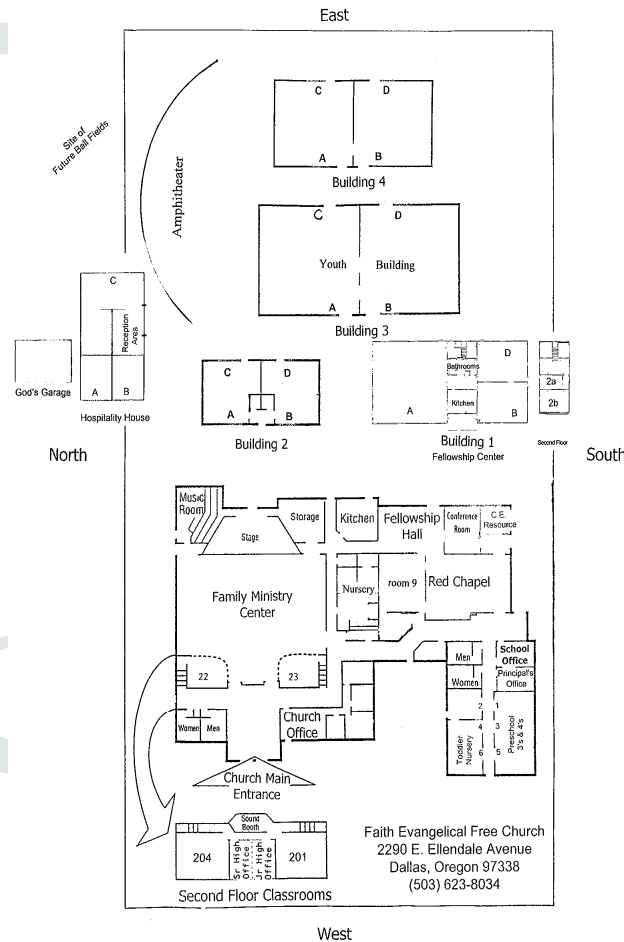 East
C
D
A
B
Building 4
Site of
Future Ball Fields
Amphitheater
C
D
Youth
Building
A
B
Building 3
C
Reception
Area
A
B
Hospitality House
God's Garage
C
D
A
B
Building 2
Bathrooms
D
Kitchen
A
B
Building 1
Fellowship Center
2a
2b
Second Floor
North
South
Music
Room
Stage
Storage
Kitchen
Fellowship
Hall
Conference
Room
C.E.
Resource
Family Ministry
Center
Nursery
room 9
Red Chapel
22
23
Women
Men
Church
Office
Men
Women
School
Office
Principal's
Office
2
1
4
3
6
5
Toddler
Nursery
Preschool
3's & 4's
Church Main
Entrance
Sound
Booth
204
Sr High
Office
Jr High
Office
201
Second Floor Classrooms
Faith Evangelical Free Church
2290 E. Ellendale Avenue
Dallas, Oregon 97338
(503) 623-8034
West